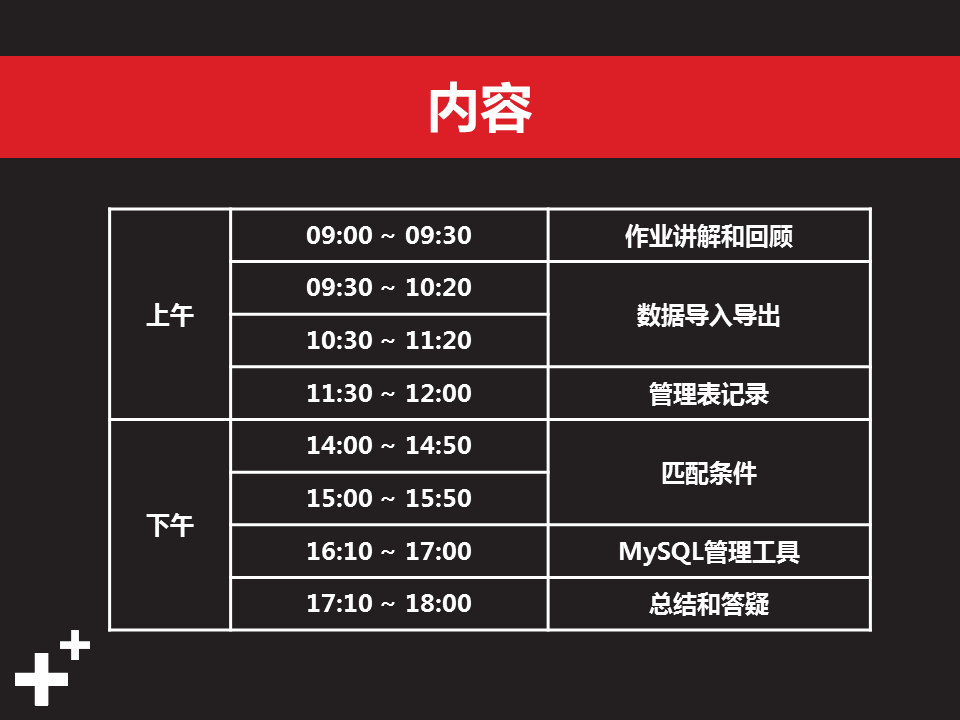 内容
上午
09:00 ~ 09:30
作业讲解和回顾
09:30 ~ 10:20
数据导入导出
10:30 ~ 11:20
11:30 ~ 12:00
管理表记录
下午
14:00 ~ 14:50
匹配条件
15:00 ~ 15:50
16:10 ~ 17:00
MySQL管理工具
17:10 ~ 18:00
总结和答疑